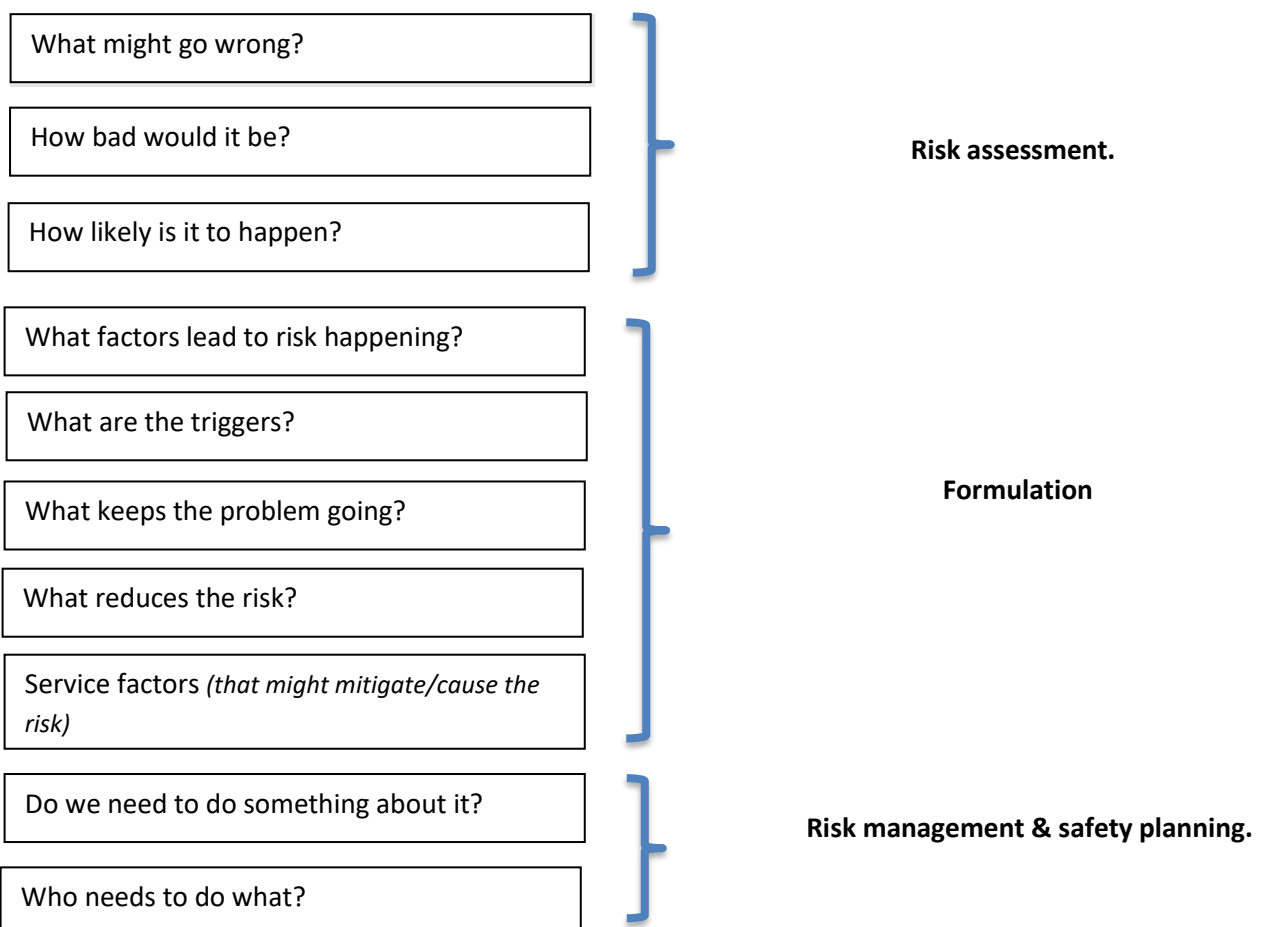 What might go wrong?
How bad would it be?
Risk assessment.
How likely is it to happen?
What factors lead to risk happening?
What are the triggers?
Formulation
What keeps the problem going?
What reduces the risk?
Service factors (that might mitigate/cause the
risk)
Do we need to do something about it?
Risk management & safety planning.
Who needs to do what?